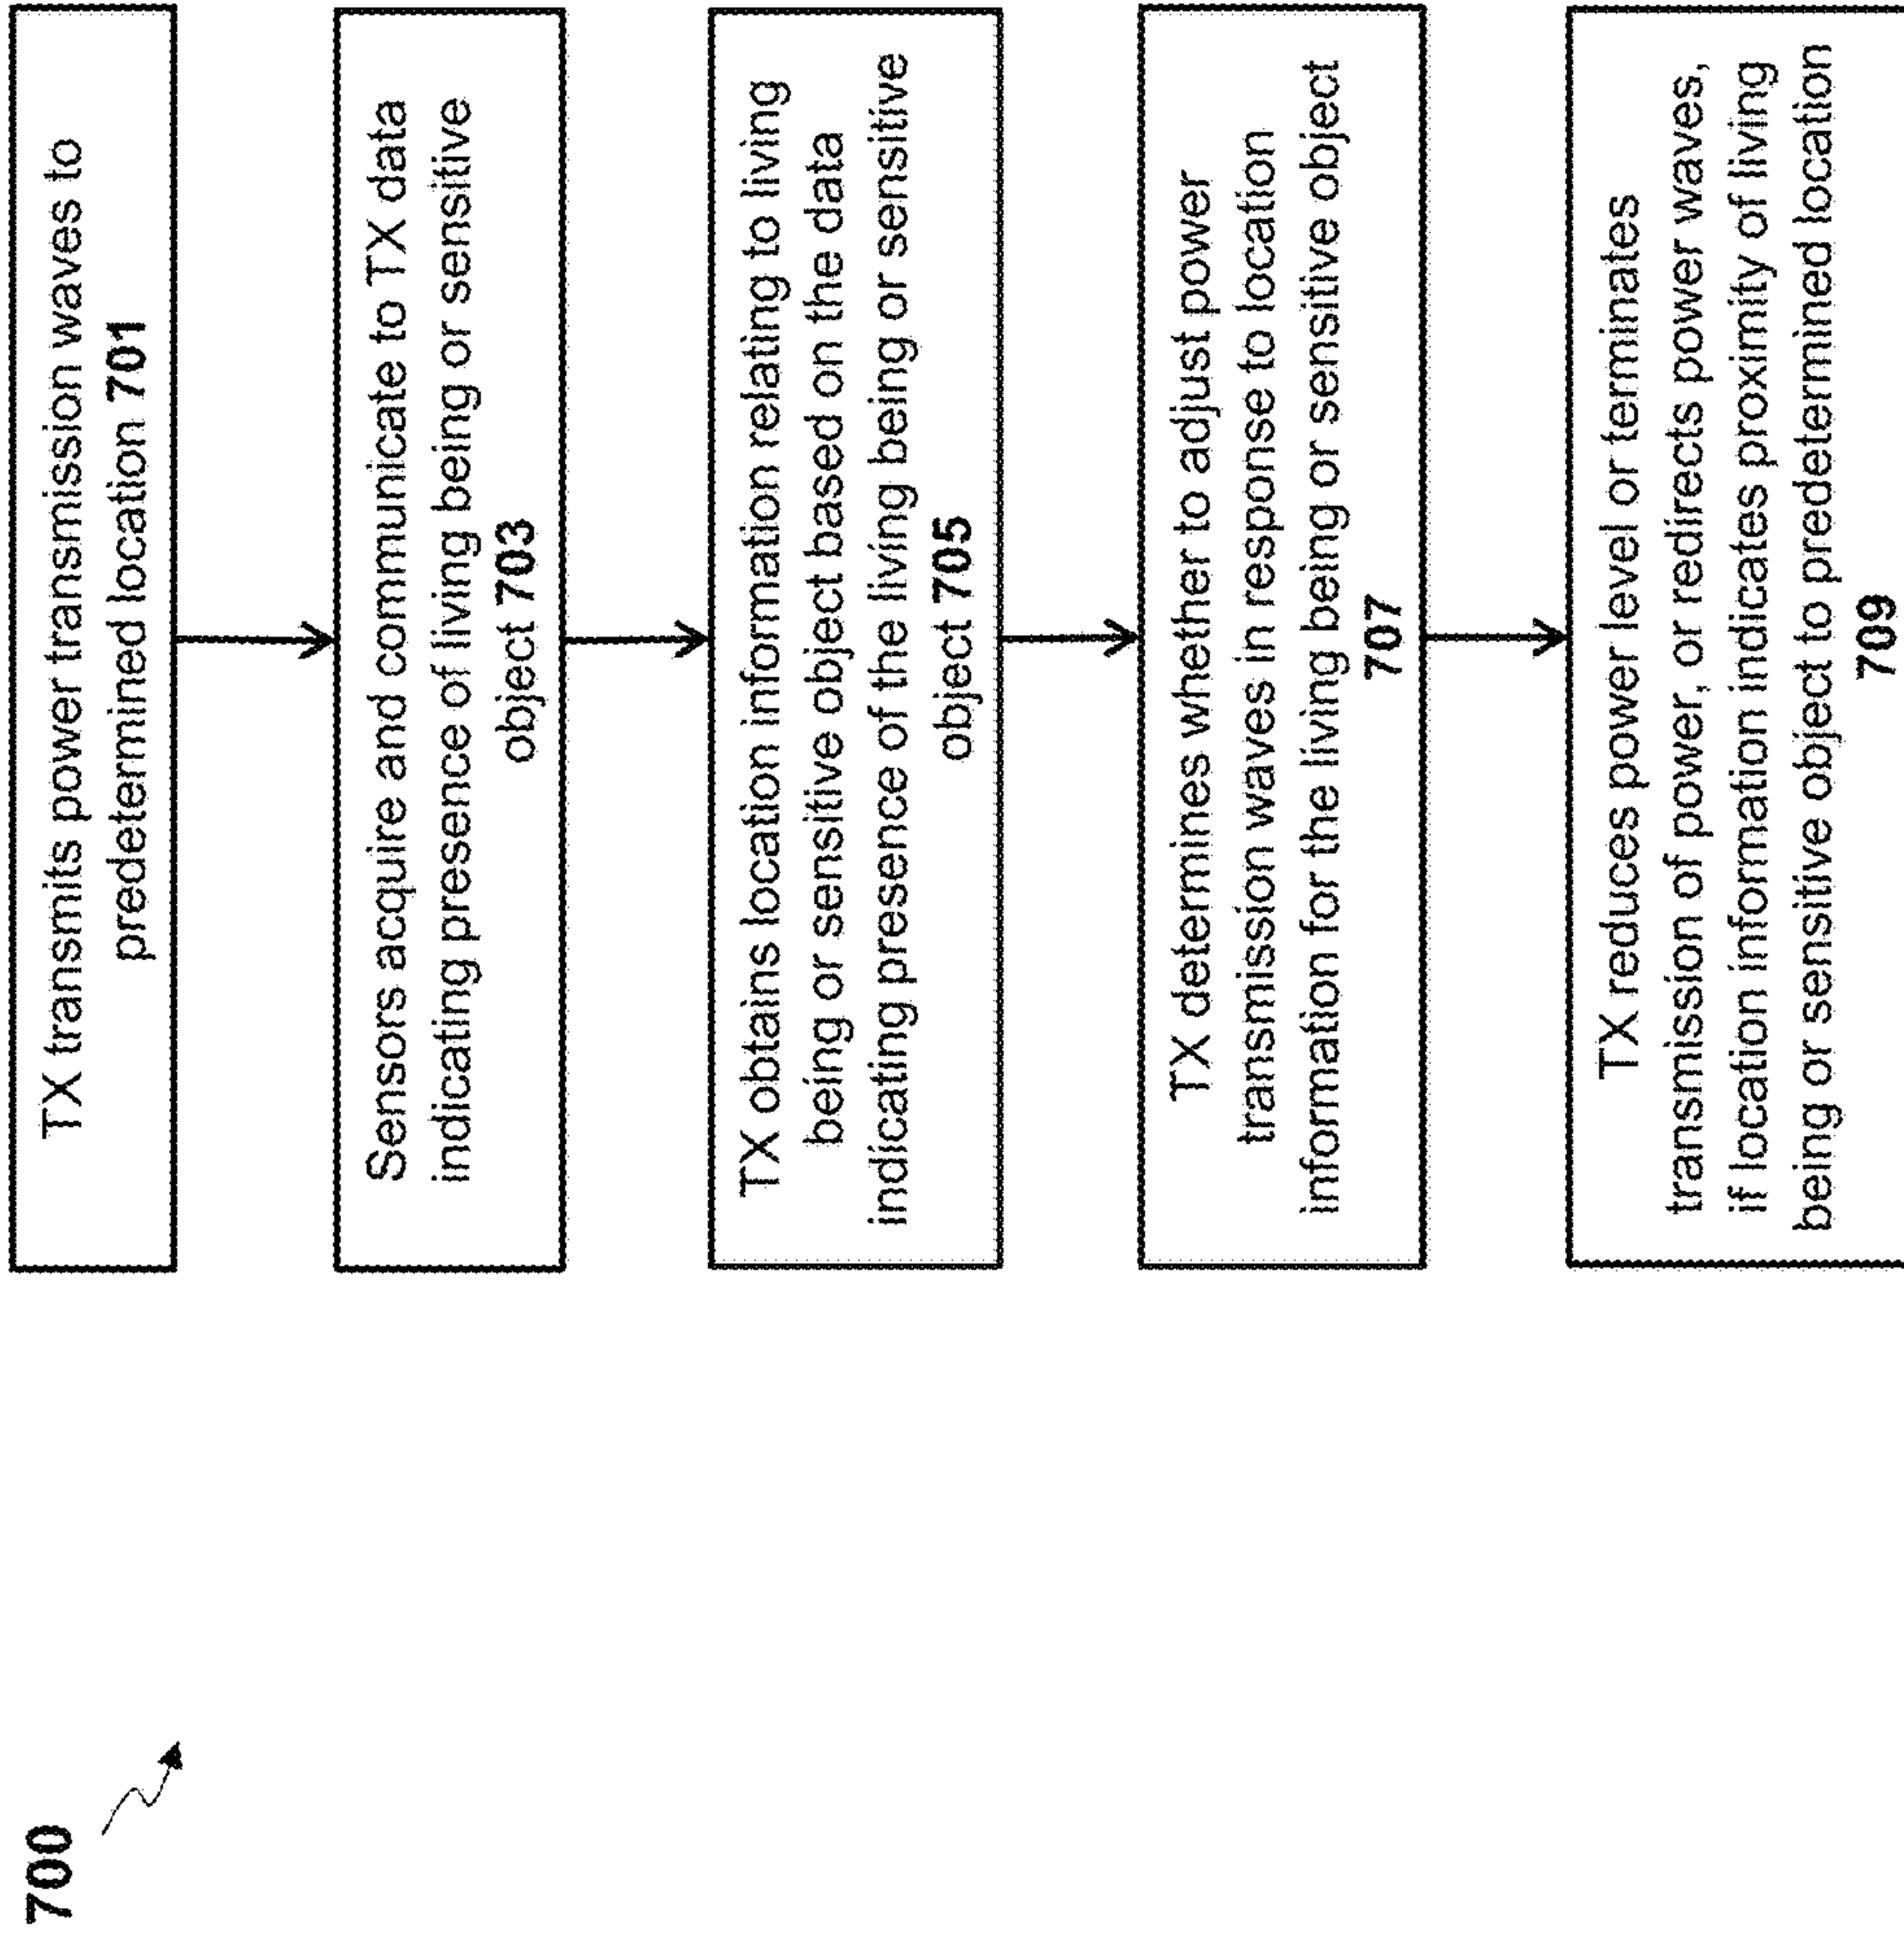 700
TX transmits power transmission waves to
predetermined location 701
Sensors acquire and communicate to TX data
indicating presence of living being or sensitive
object 703
TX obtains location information relating to living
being or sensitive object based on the data
indicating presence of the living being or sensitive
object 705
TX determines whether to adjust power
transmission waves in response to location
information for the living being or sensitive object
707
TX reduces power level or terminates
transmission of power, or redirects power waves,
if location information indicates proximity of living
being or sensitive object to predetermined location
709